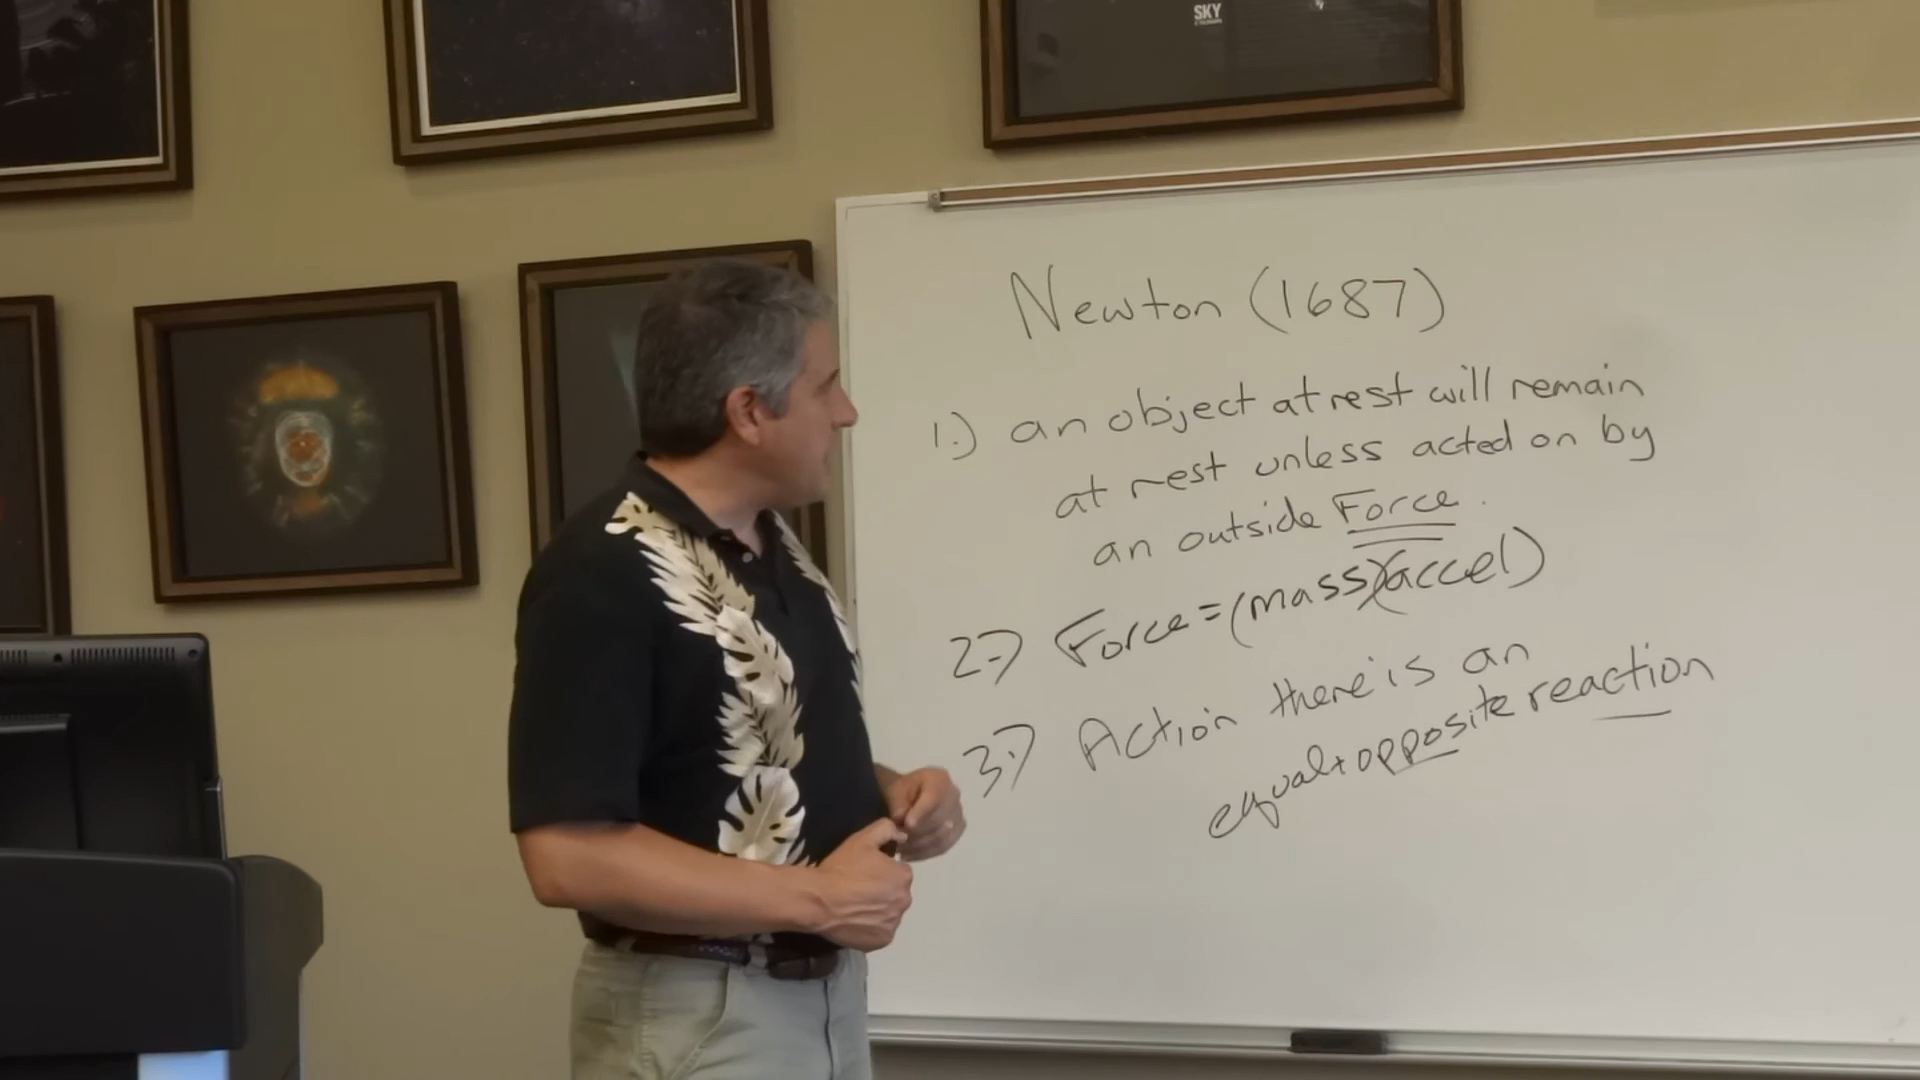 SKY
Newton (1687)
1.) an object at rest will remain
at rest unless acted on by
an outside Force.
2.) Force=(mass)(accel)
3.) Action there is an
equal + opposite reaction